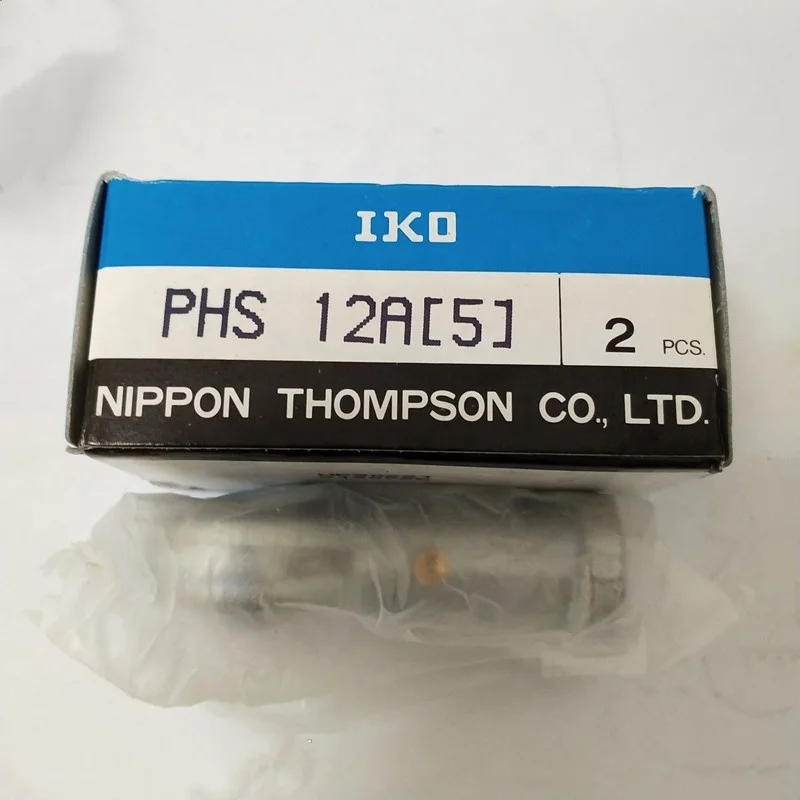 IKO
PHS 12A[5]
2 PCS.
NIPPON THOMPSON CO., LTD.